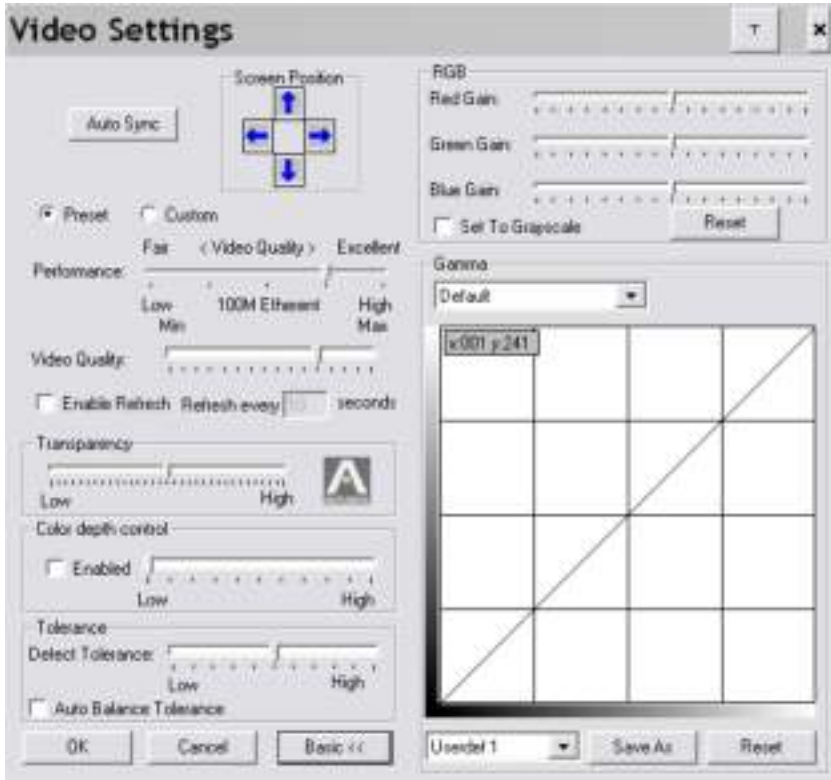 Video Settings
T
×
Auto Sync
Screen Position
Preset
Custom
Fair < Video Quality > Excellent
Performance:
Low 100M Ethernet High
Min Max
Video Quality:
Enable Refresh Refresh every seconds
Transparency
Low High
A
Color depth control
Enabled
Low High
Tolerance
Detect Tolerance:
Low High
Auto Balance Tolerance
OK Cancel Basic <<
RGB
Red Gain:
Green Gain:
Blue Gain:
Set To Grayscale Reset
Gamma
Default
x:001 y:241
Userdef 1 Save As Reset